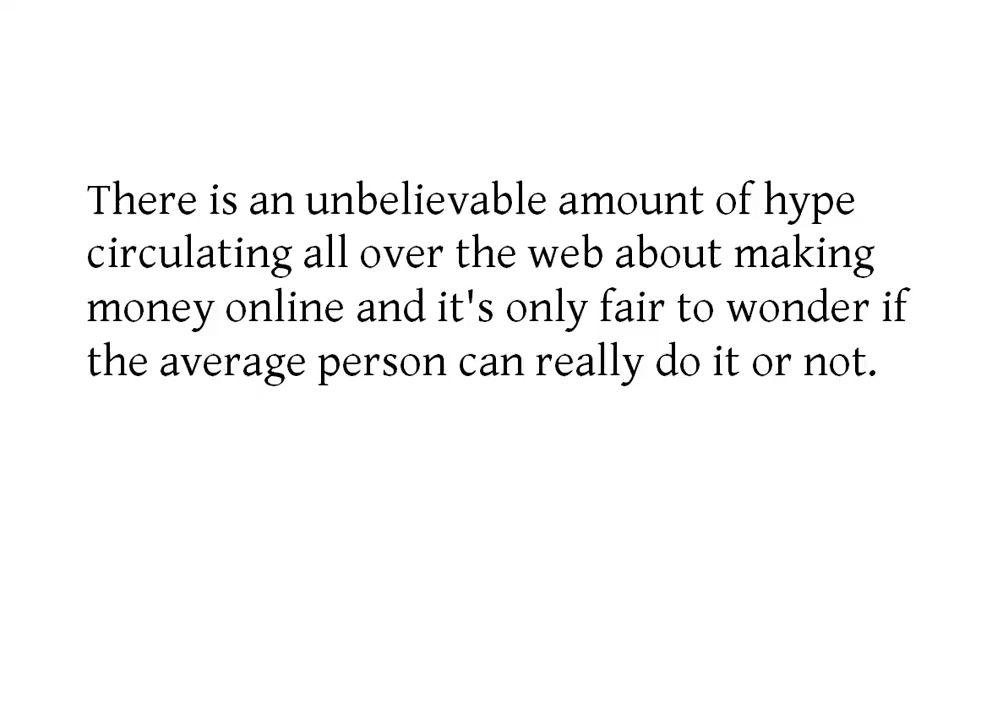 There is an unbelievable amount of hype
circulating all over the web about making
money online and it's only fair to wonder if
the average person can really do it or not.